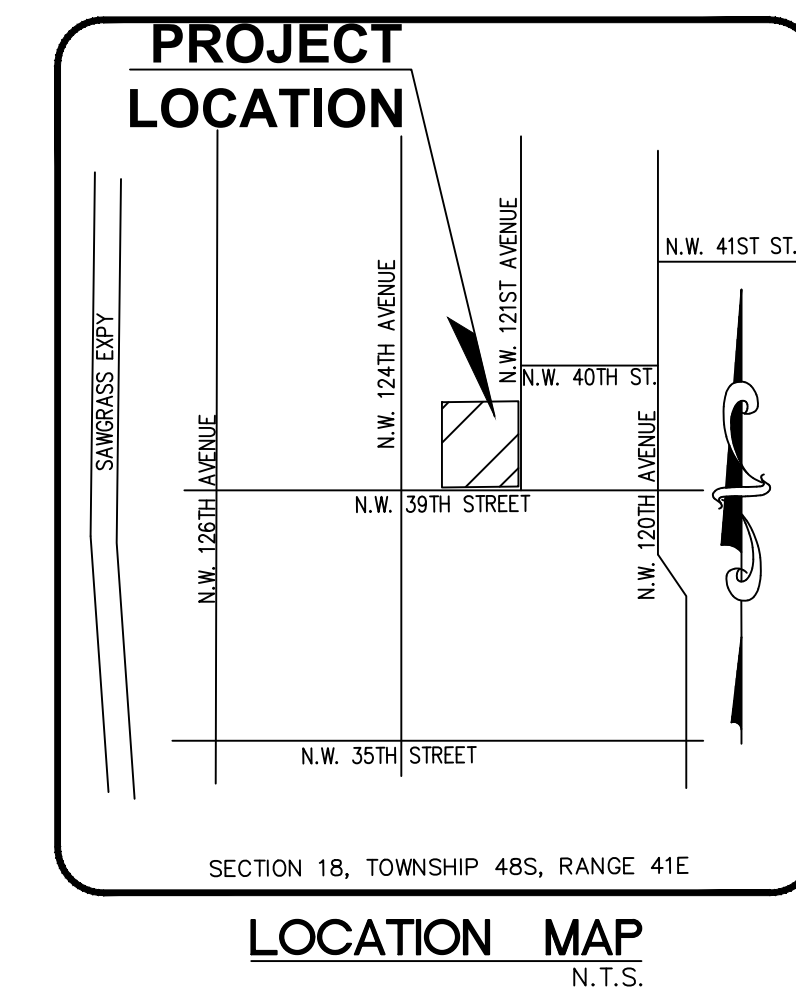 PROJECT
LOCATION
N.W. 41ST ST.
N.W. 121ST AVENUE
N.W. 124TH AVENUE
SAWGRASS EXPY
N.W. 40TH ST.
N.W. 126TH AVENUE
N.W. 120TH AVENUE
N.W. 39TH STREET
N.W. 35TH STREET
SECTION 18, TOWNSHIP 48S, RANGE 41E
LOCATION MAP
N.T.S.